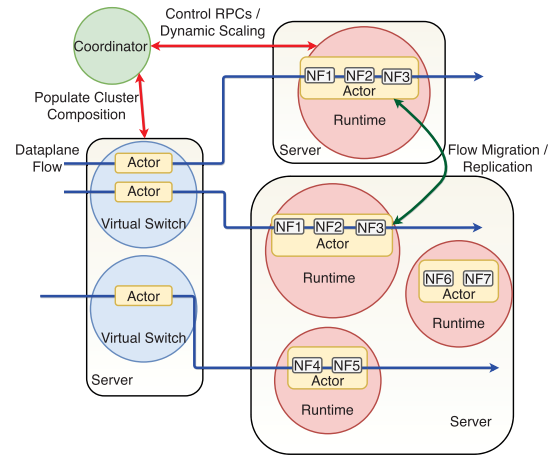 Control RPCs /
Dynamic Scaling
Coordinator
Populate Cluster
Composition
NF1 NF2 NF3
Actor
Runtime
Server
Dataplane
Flow
Actor
Actor
Virtual Switch
Flow Migration /
Replication
NF1 NF2 NF3
Actor
Runtime
NF6 NF7
Actor
Runtime
Actor
Virtual Switch
Server
NF4 NF5
Actor
Runtime
Server